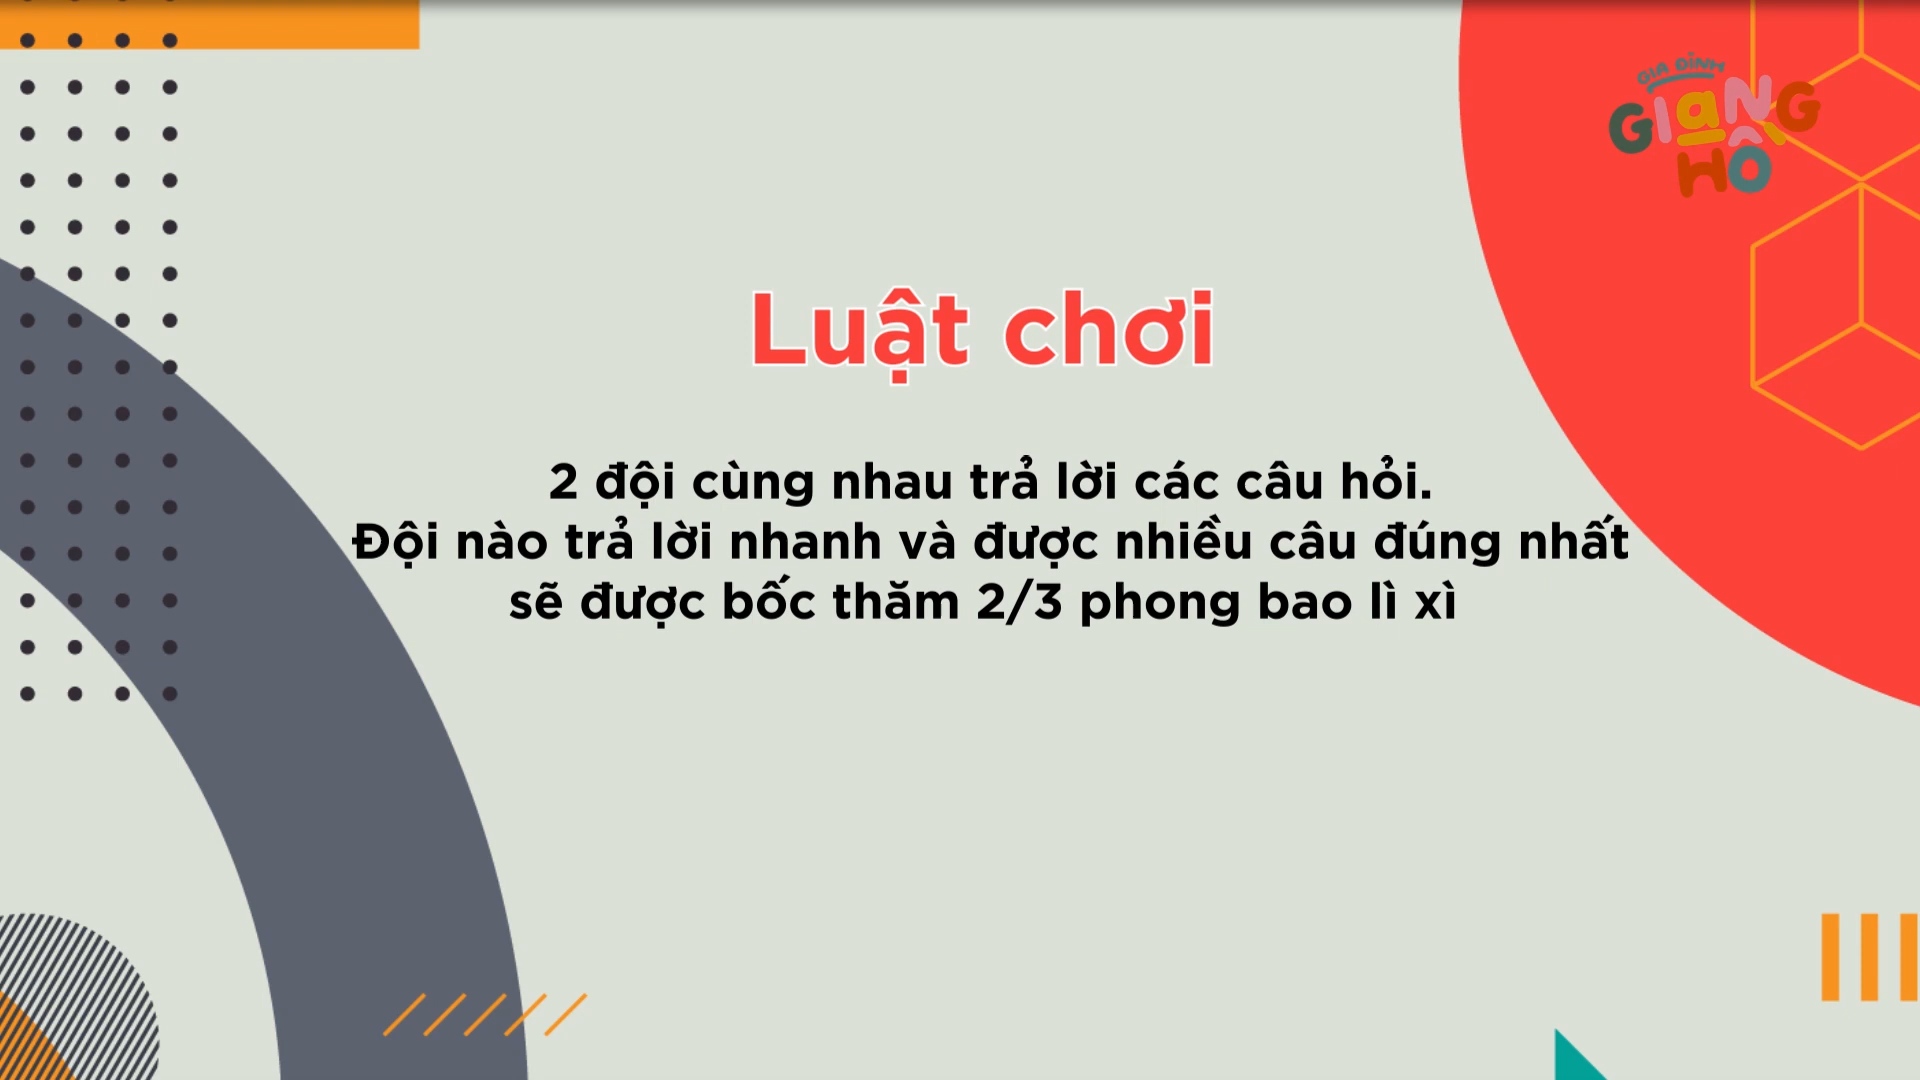 GIA ĐÌNH
GIANG
HỒ
Luật chơi
2 đội cùng nhau trả lời các câu hỏi.
Đội nào trả lời nhanh và được nhiều câu đúng nhất
sẽ được bốc thăm 2/3 phong bao lì xì